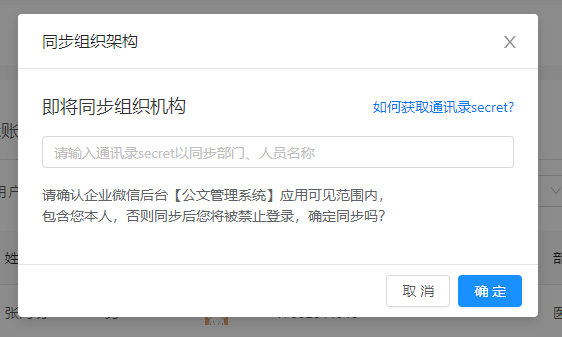 同步组织架构
即将同步组织机构
如何获取通讯录secret?
请输入通讯录secret以同步部门、人员名称
请确认企业微信后台【公文管理系统】应用可见范围内，
包含您本人，否则同步后您将被禁止登录，确定同步吗？
取 消
确 定
账
用户
姓
部
张